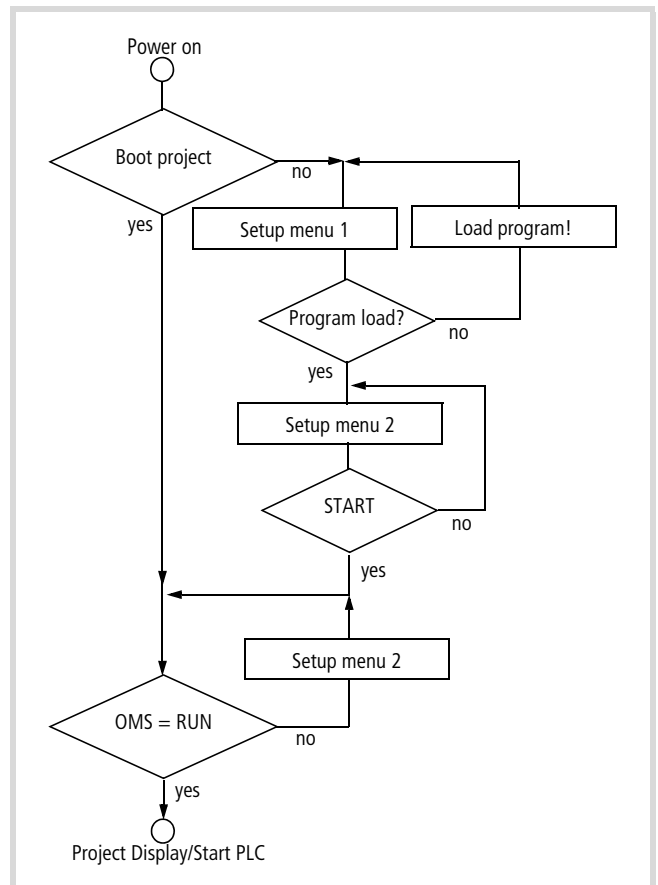 Power on
Boot project
no
yes
Setup menu 1
Load program!
Program load?
no
yes
Setup menu 2
START
no
yes
Setup menu 2
OMS = RUN
no
yes
Project Display/Start PLC